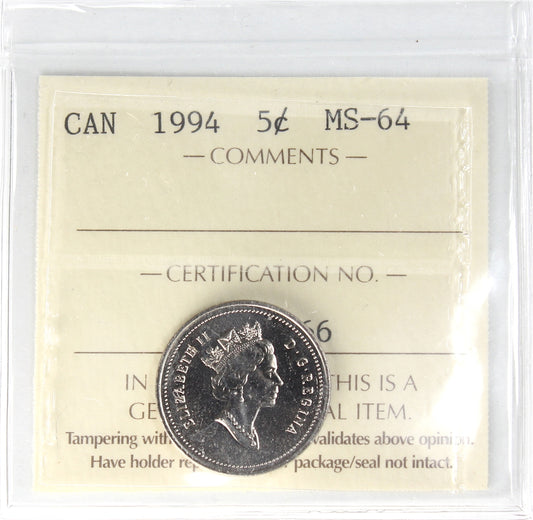 CAN 1994 5¢ MS-64
— COMMENTS —
— CERTIFICATION NO. —
66
IN THIS IS A
GE AL ITEM.
Tampering with validates above opinion.
Have holder rep package/seal not intact.
ELIZABETH II D·G·REGINA